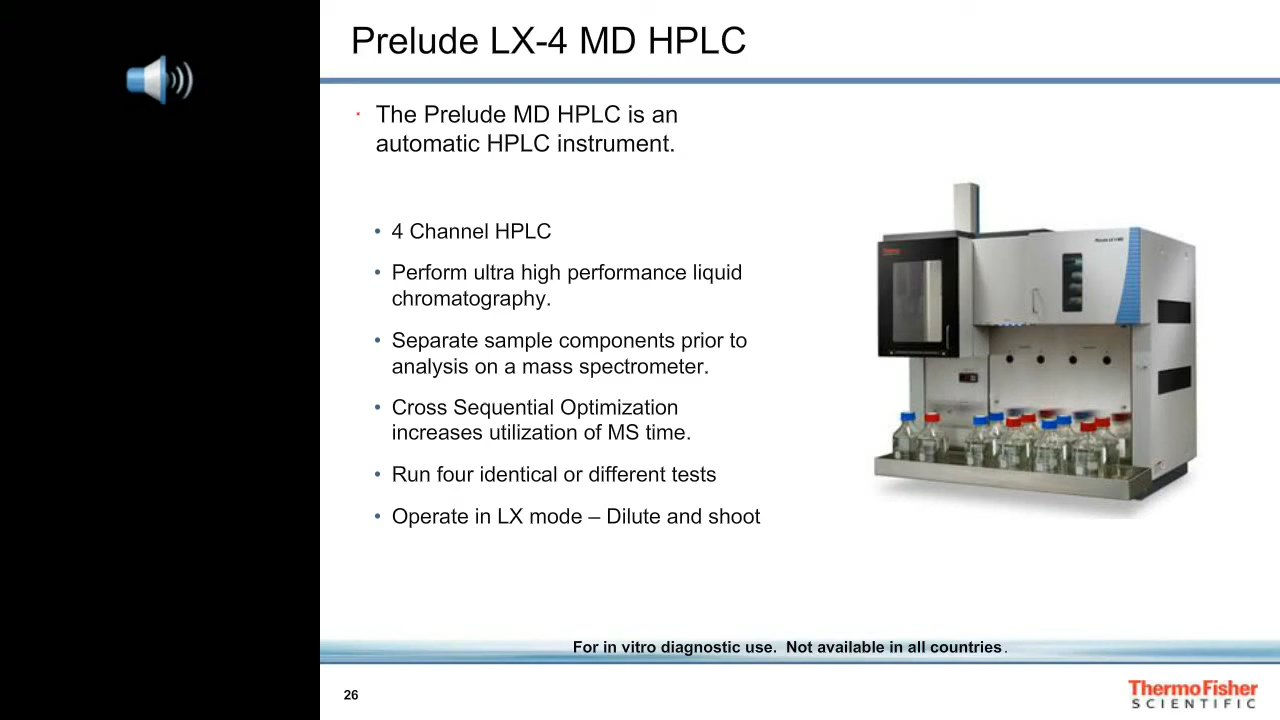 Prelude LX-4 MD HPLC
· The Prelude MD HPLC is an
automatic HPLC instrument.
• 4 Channel HPLC
• Perform ultra high performance liquid
chromatography.
• Separate sample components prior to
analysis on a mass spectrometer.
• Cross Sequential Optimization
increases utilization of MS time.
• Run four identical or different tests
• Operate in LX mode – Dilute and shoot
For in vitro diagnostic use. Not available in all countries.
26
ThermoFisher
SCIENTIFIC